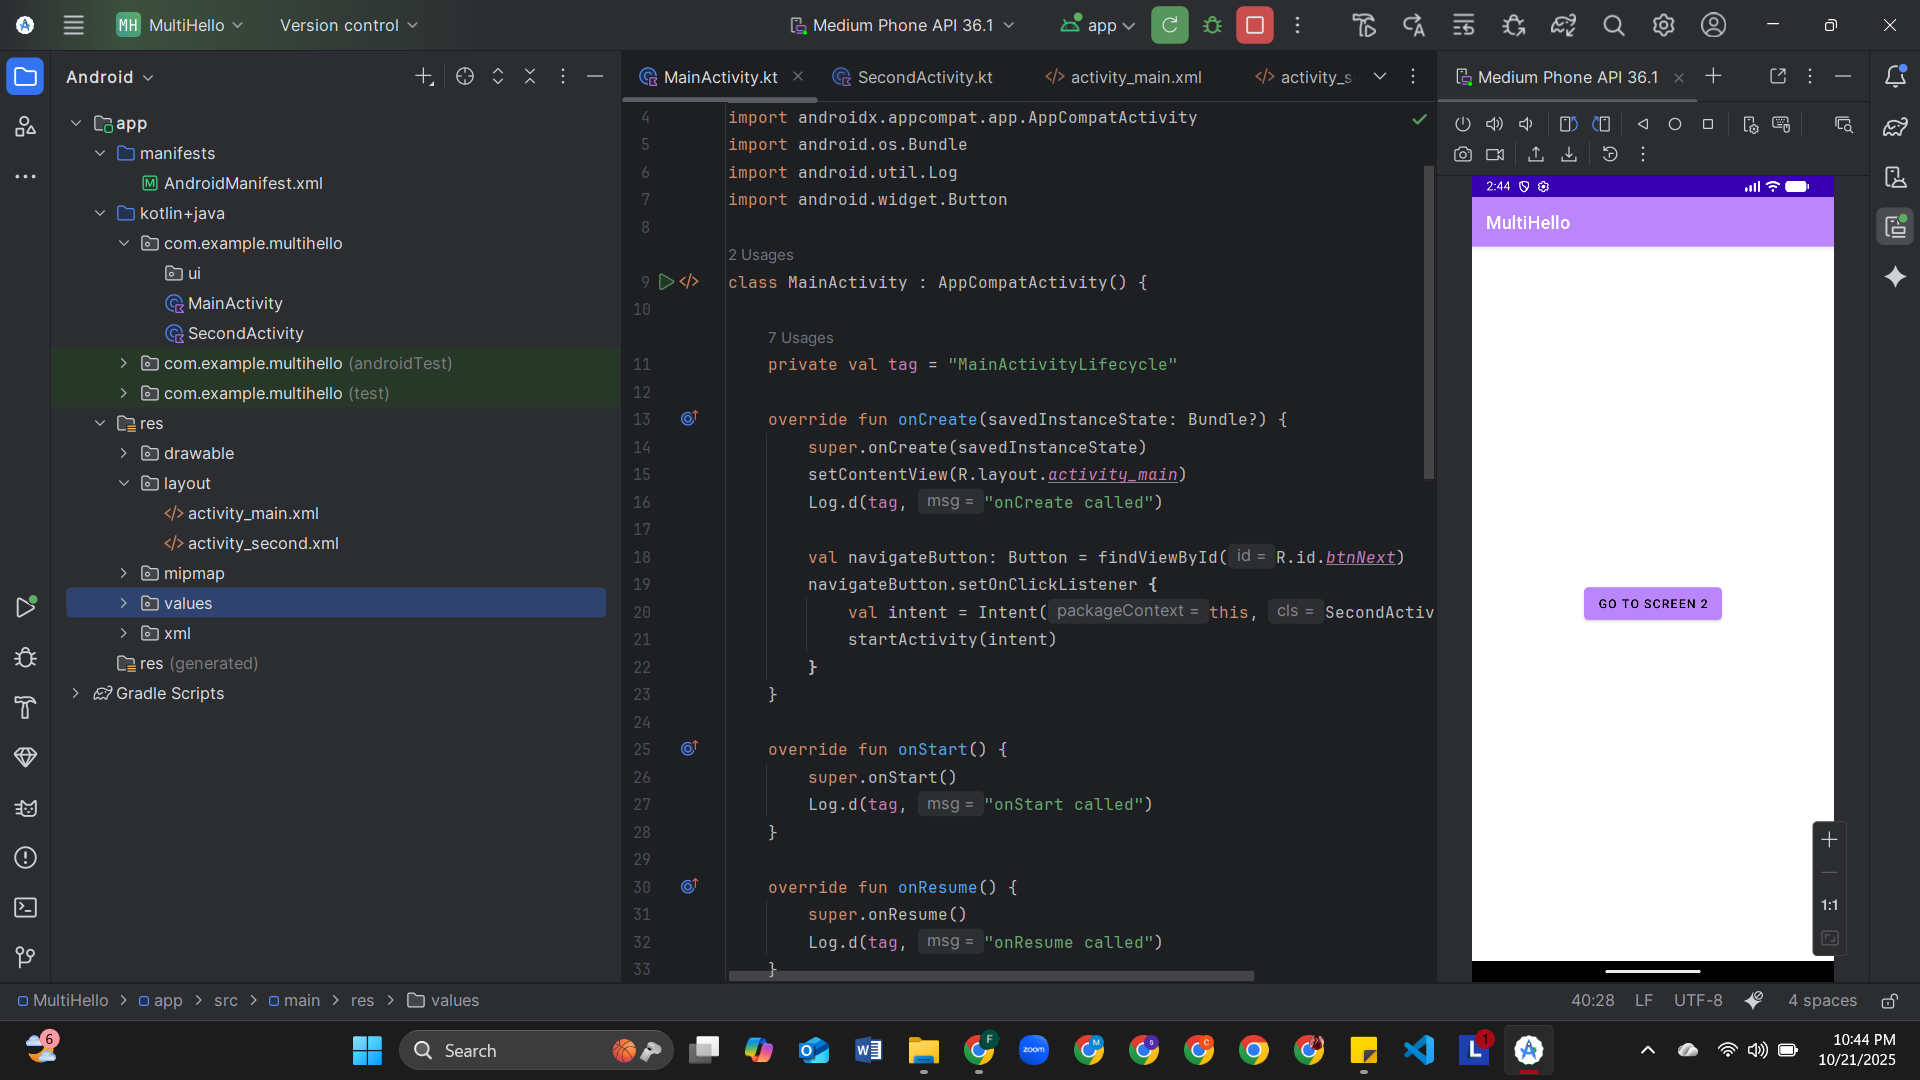 MH MultiHello Version control Medium Phone API 36.1 app
Android
app
manifests
AndroidManifest.xml
kotlin+java
com.example.multihello
ui
MainActivity
SecondActivity
com.example.multihello (androidTest)
com.example.multihello (test)
res
drawable
layout
activity_main.xml
activity_second.xml
mipmap
values
xml
res (generated)
Gradle Scripts
MainActivity.kt SecondActivity.kt activity_main.xml activity_s
4 import androidx.appcompat.app.AppCompatActivity
5 import android.os.Bundle
6 import android.util.Log
7 import android.widget.Button
8
2 Usages
9 class MainActivity : AppCompatActivity() {
10
7 Usages
11 private val tag = "MainActivityLifecycle"
12
13 override fun onCreate(savedInstanceState: Bundle?) {
14 super.onCreate(savedInstanceState)
15 setContentView(R.layout.activity_main)
16 Log.d(tag, msg = "onCreate called")
17
18 val navigateButton: Button = findViewById( id = R.id.btnNext)
19 navigateButton.setOnClickListener {
20 val intent = Intent( packageContext = this, cls = SecondActiv
21 startActivity(intent)
22 }
23 }
24
25 override fun onStart() {
26 super.onStart()
27 Log.d(tag, msg = "onStart called")
28 }
29
30 override fun onResume() {
31 super.onResume()
32 Log.d(tag, msg = "onResume called")
33 }
Medium Phone API 36.1
2:44
MultiHello
GO TO SCREEN 2
1:1
MultiHello app src main res values
40:28 LF UTF-8 4 spaces
6
Search
F
zoom
M
s
C
L
1
10:44 PM
10/21/2025